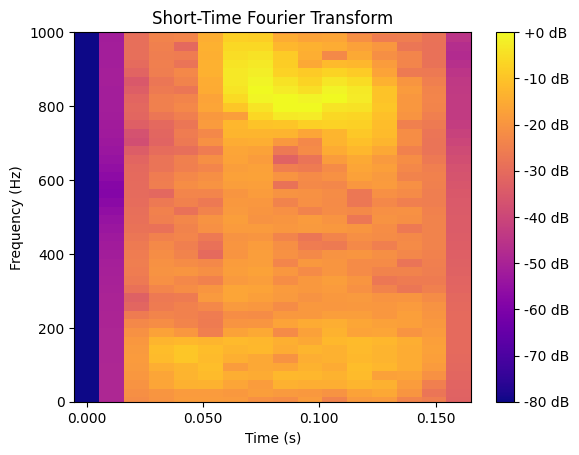 Short-Time Fourier Transform
1000
800
600
400
200
0
Frequency (Hz)
0.000
0.050
0.100
0.150
Time (s)
+0 dB
-10 dB
-20 dB
-30 dB
-40 dB
-50 dB
-60 dB
-70 dB
-80 dB